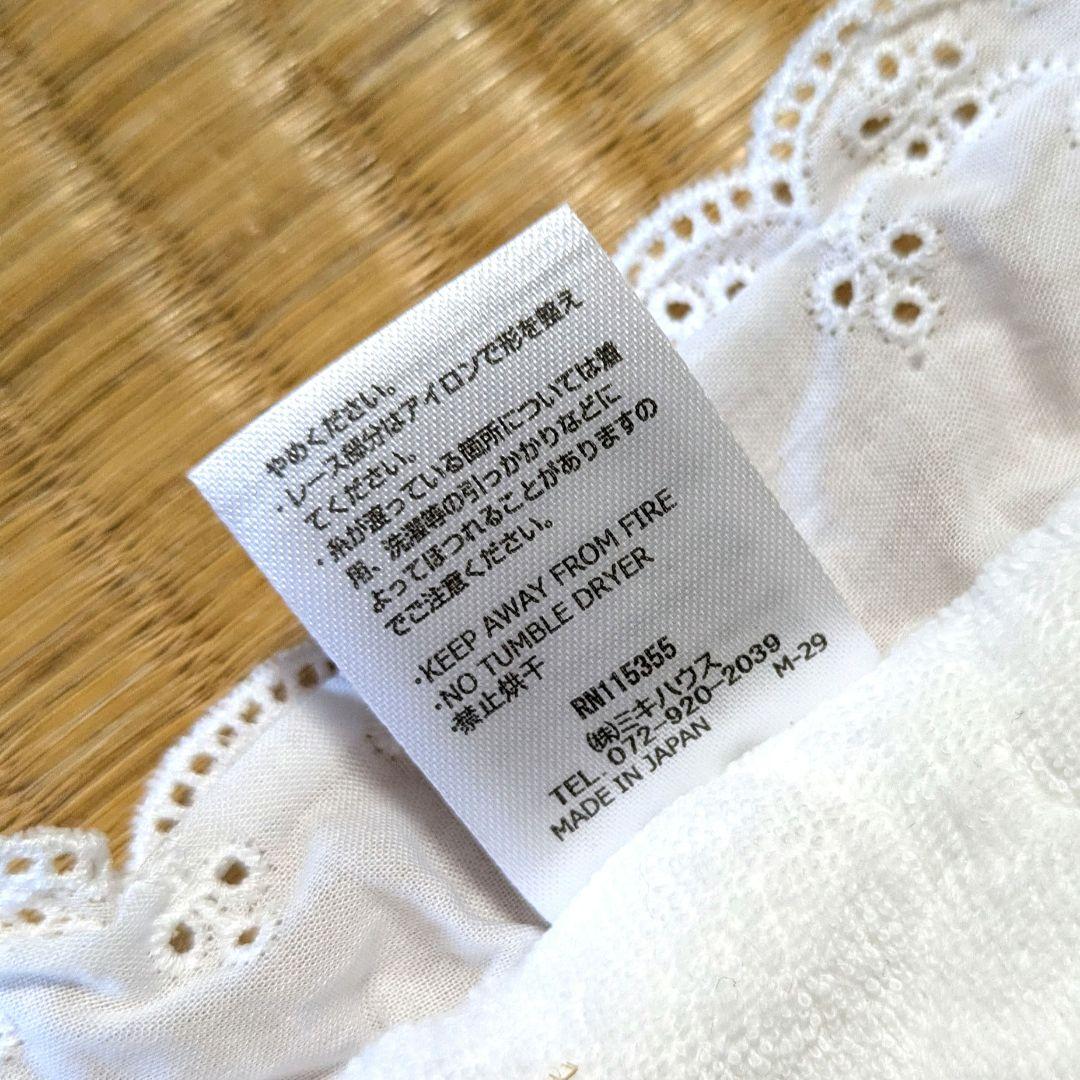 やめください。
・レース部分はアイロンで形を整え
てください。
・糸が渡っている箇所については着
用、洗濯等の引っかかりなどに
よってほつれることがありますの
でご注意ください。
・KEEP AWAY FROM FIRE
・NO TUMBLE DRYER
・禁止烘干
RN115355
(株)ミキハウス
TEL. 072-920-2039
MADE IN JAPAN M-29